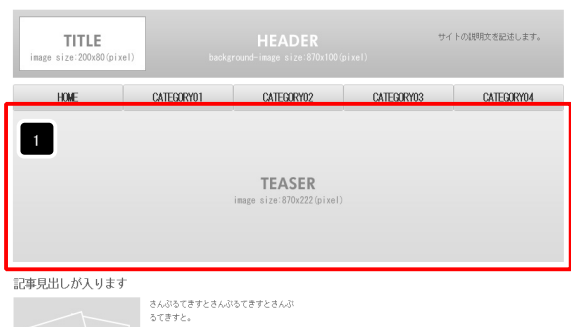 TITLE
image size:200x80(pixel)
HEADER
background-image size:870x100(pixel)
サイトの説明文を記述します。
HOME CATEGORY01 CATEGORY02 CATEGORY03 CATEGORY04
1
TEASER
image size:870x222(pixel)
記事見出しが入ります
さんぷるてきすとさんぷるてきすとさんぷ
るてきすと。